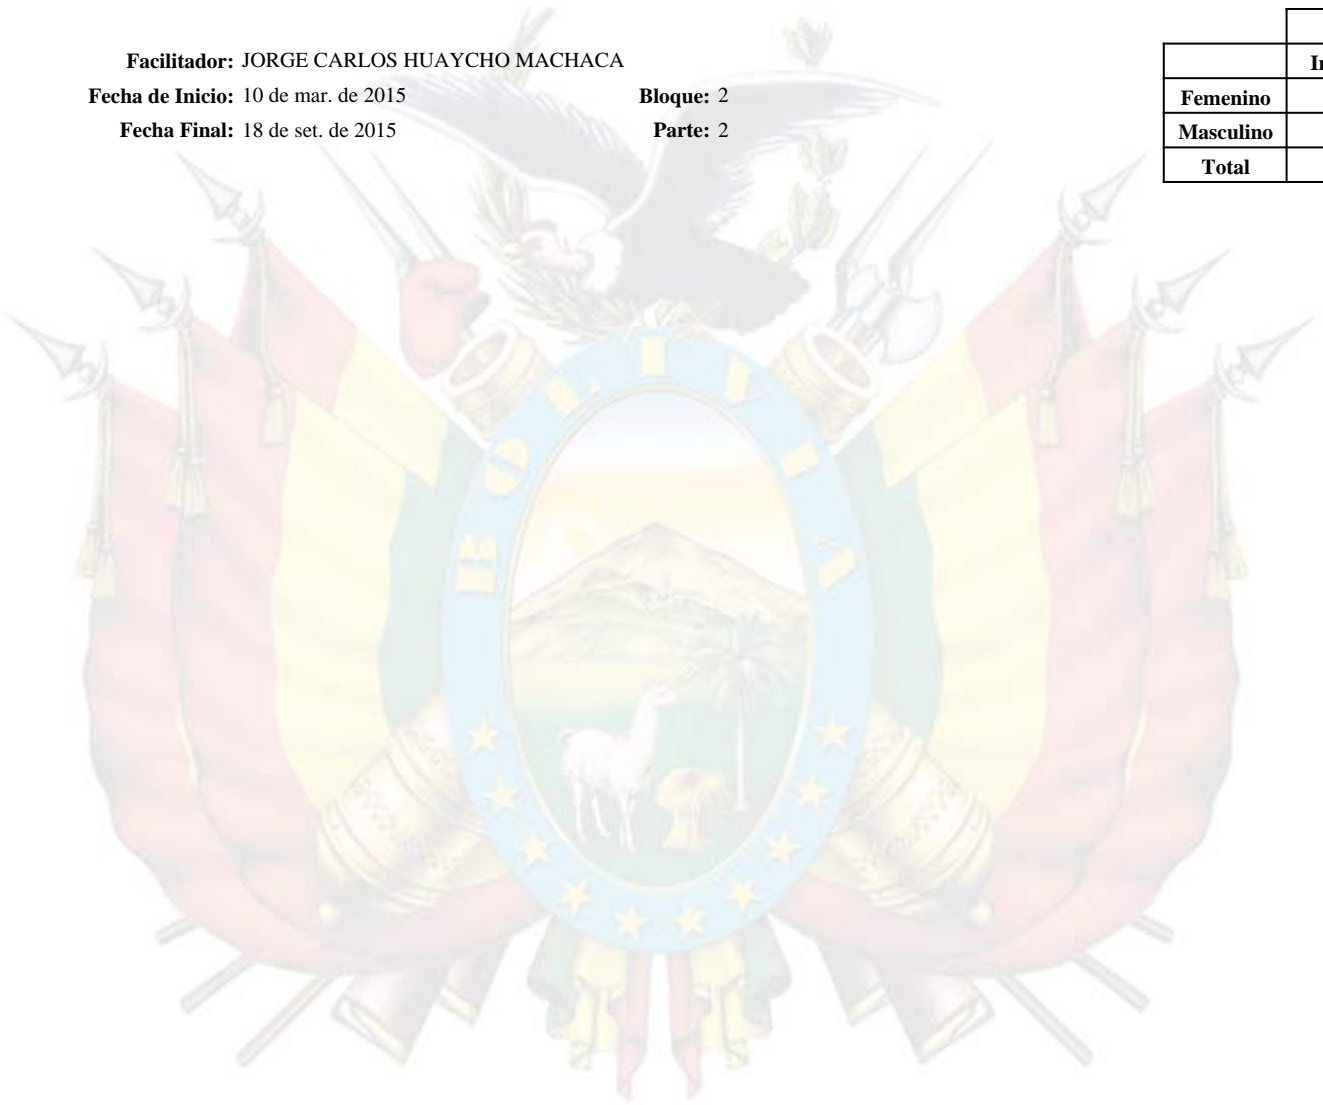 Facilitador: JORGE CARLOS HUAYCHO MACHACA
Fecha de Inicio: 10 de mar. de 2015 Bloque: 2
Fecha Final: 18 de set. de 2015 Parte: 2
Femenino
Masculino
Total
BOLIVIA